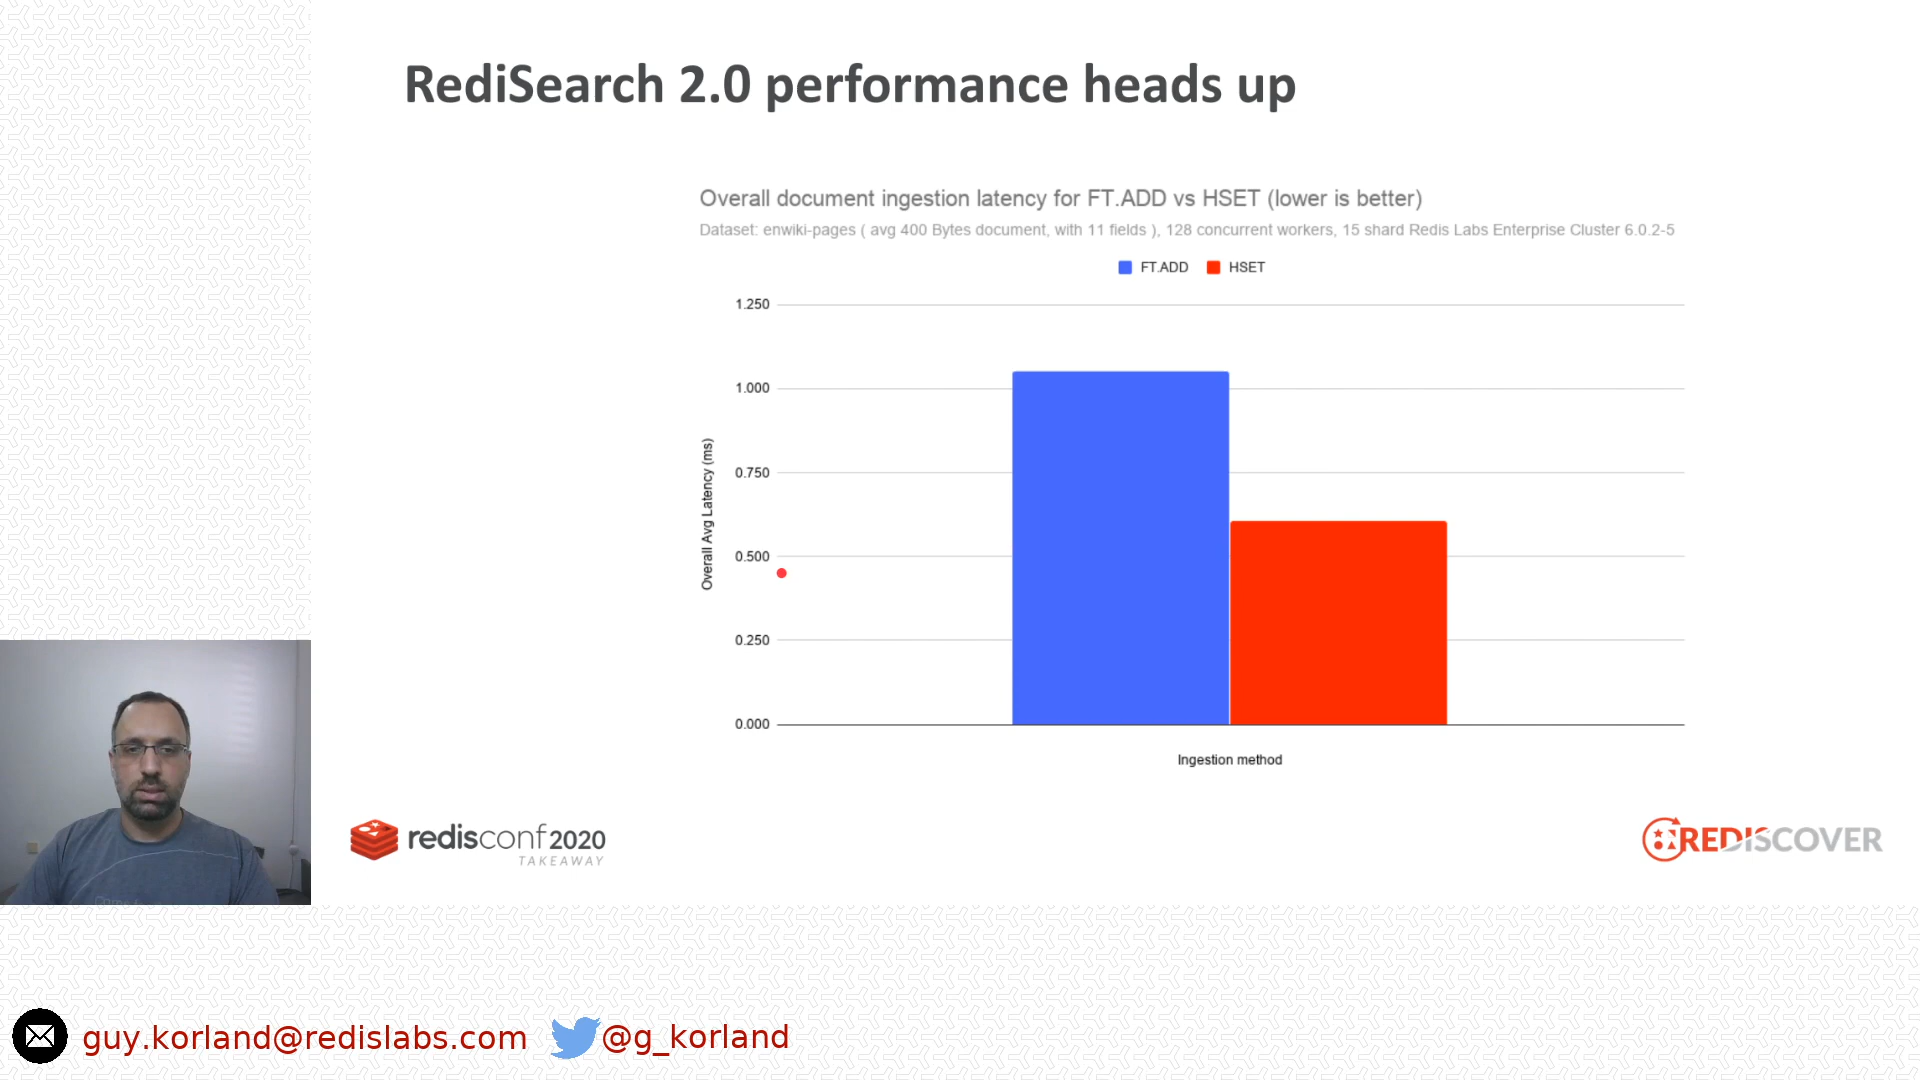 RediSearch 2.0 performance heads up
Overall document ingestion latency for FT.ADD vs HSET (lower is better)
Dataset: enwiki-pages ( avg 400 Bytes document, with 11 fields ), 128 concurrent workers, 15 shard Redis Labs Enterprise Cluster 6.0.2-5
FT.ADD HSET
1.250
1.000
0.750
0.500
0.250
0.000
Overall Avg Latency (ms)
Ingestion method
redisconf 2020
TAKEAWAY
REDISCOVER
guy.korland@redislabs.com @g_korland